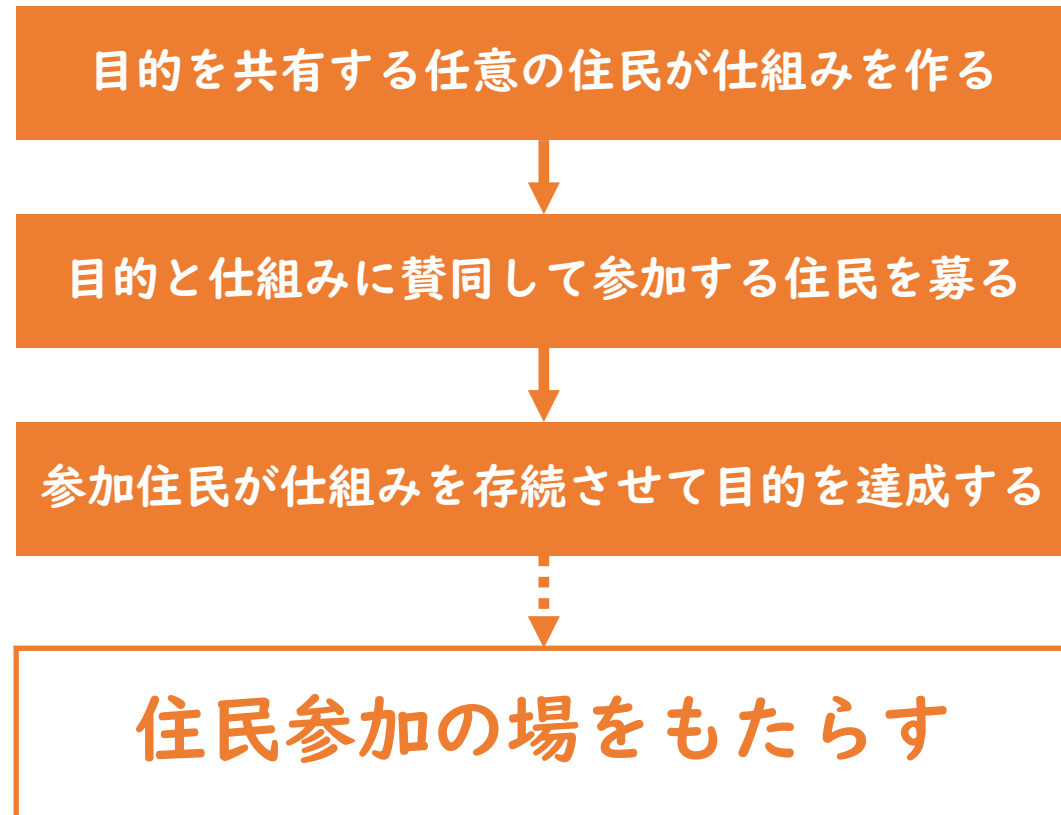 目的を共有する任意の住民が仕組みを作る
目的と仕組みに賛同して参加する住民を募る
参加住民が仕組みを存続させて目的を達成する
住民参加の場をもたらす